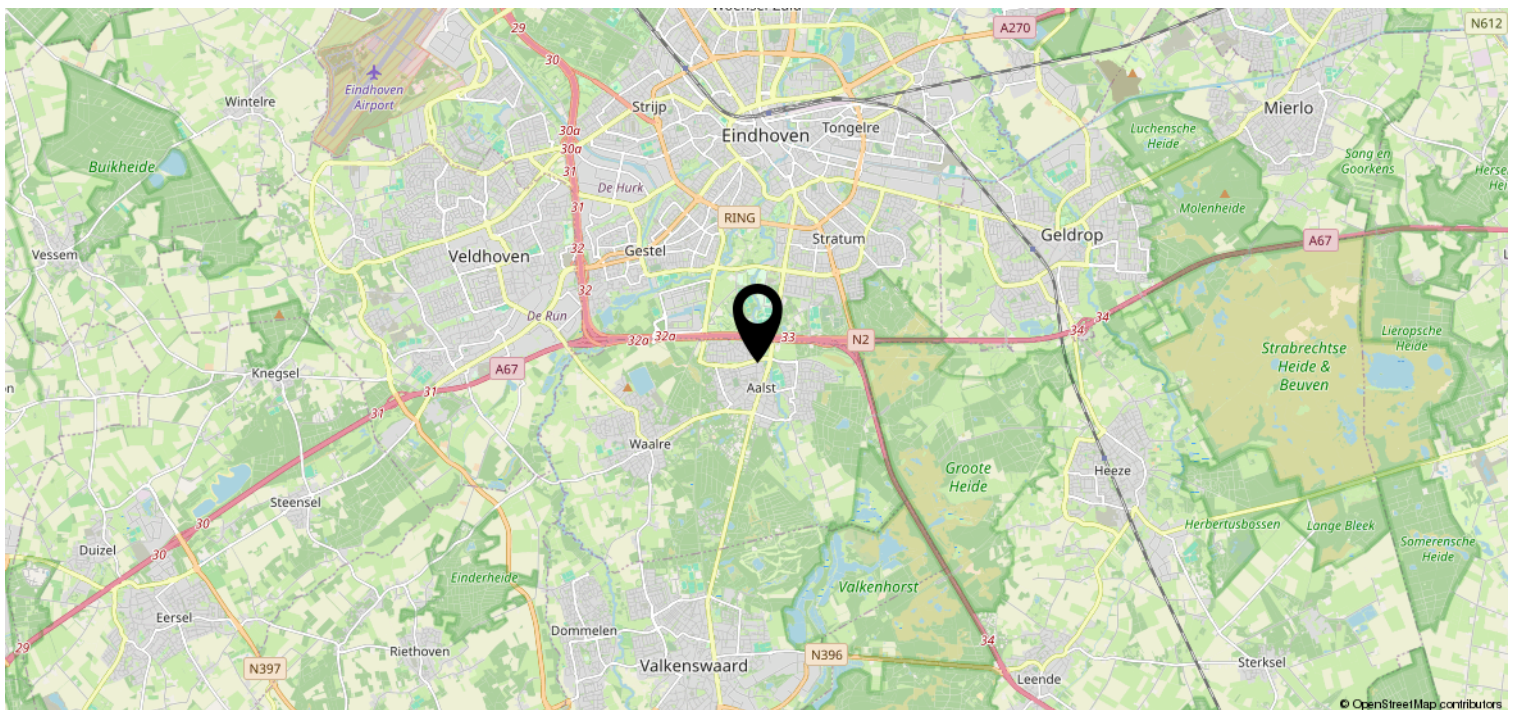 Woensel-Zuid
29
A270
N612
30
Eindhoven
Airport
Wintelre
Strijp
Mierlo
30a
Eindhoven
Tongelre
Luchensche
Heide
30a
31
Buikheide
Sang en
Goorkens
De Hurk
31
Molenheide
RING
32
Gestel
Stratum
Geldrop
A67
Vessem
Veldhoven
32
De Run
34
34
32a
32a
33
N2
Lieropsche
Heide
Strabrechtse
Heide &
Beuven
A67
Knegsel
31
31
Aalst
Waalre
Groote
Heide
Heeze
Steensel
30
30
Duizel
Herbertusbossen
Lange Bleek
Somerensche
Heide
Einderheide
Valkenhorst
Eersel
Dommelen
29
Riethoven
N397
Valkenswaard
N396
34
Sterksel
Leende
© OpenStreetMap contributors